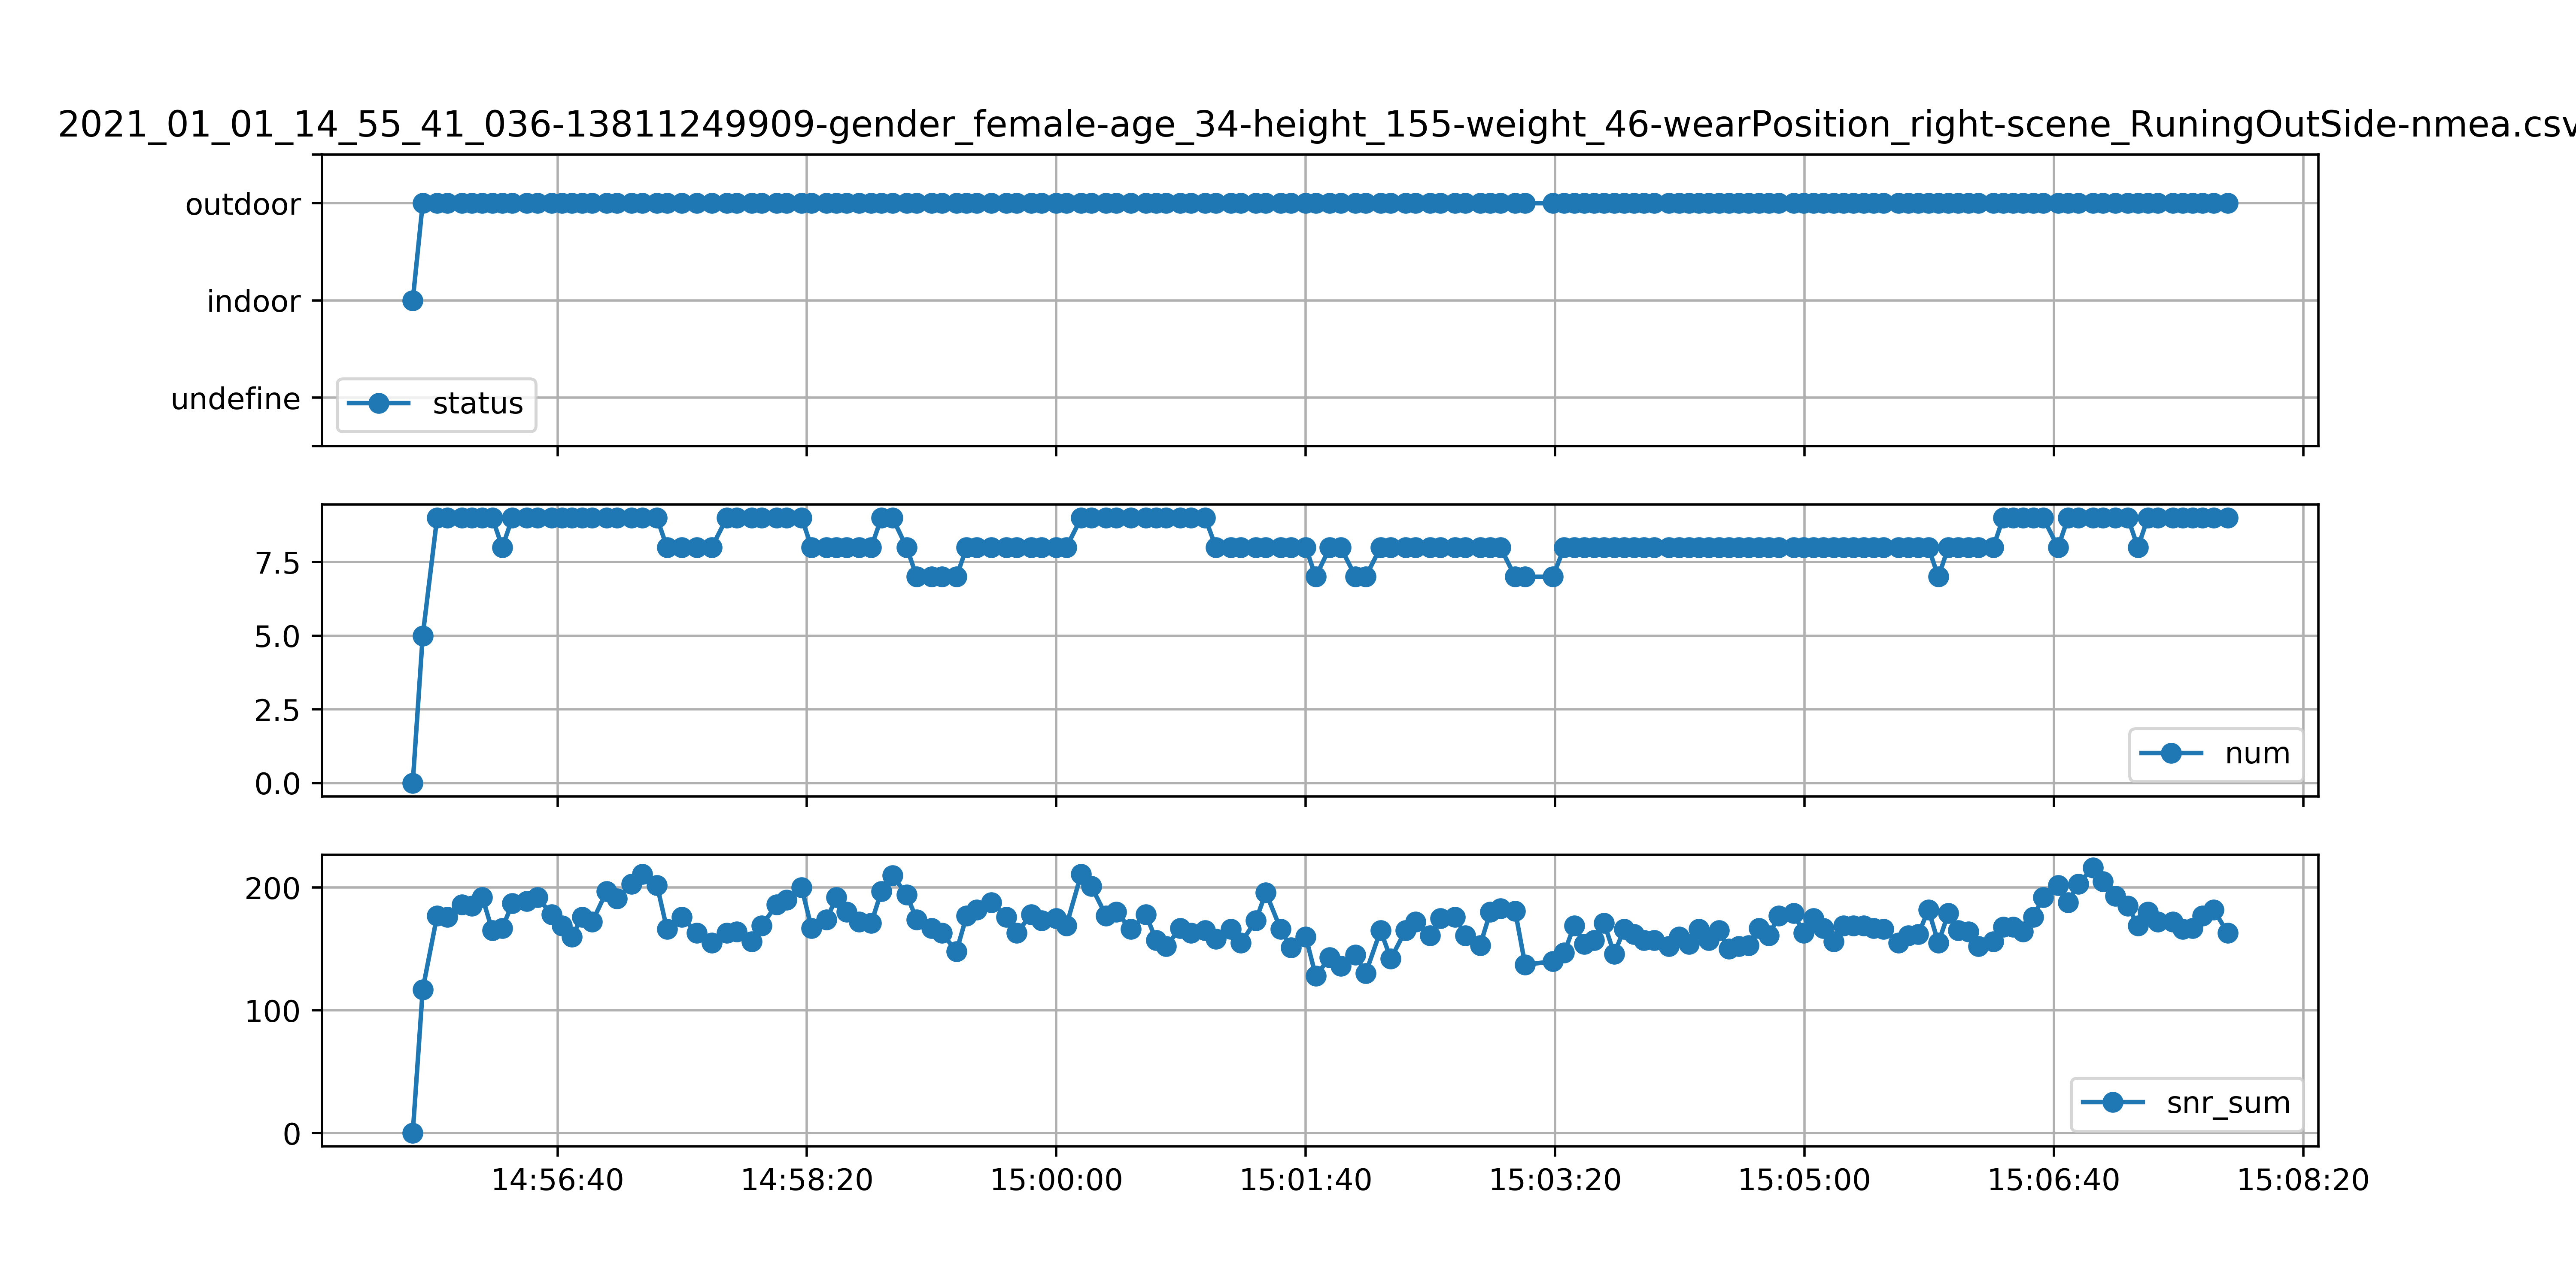 2021_01_01_14_55_41_036-13811249909-gender_female-age_34-height_155-weight_46-wearPosition_right-scene_RuningOutSide-nmea.csv
outdoor
indoor
undefine
status
7.5
5.0
2.5
0.0
num
200
100
0
snr_sum
14:56:40 14:58:20 15:00:00 15:01:40 15:03:20 15:05:00 15:06:40 15:08:20